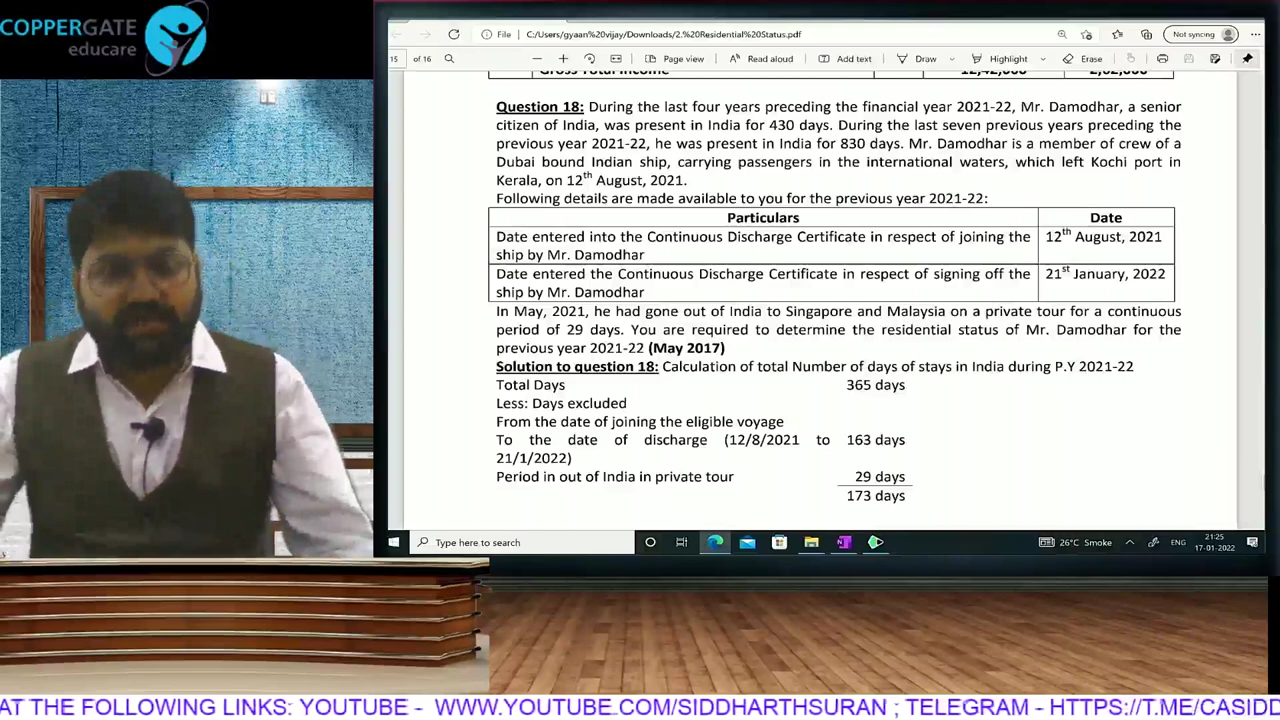 COPPERGATE
educare
File
C:/Users/gyaan%20vijay/Downloads/2.%20Residential%20Status.pdf
Not syncing
15 of 16
Page view
Read aloud
Add text
Draw
Highlight
Erase
Gross Total Income
Question 18: During the last four years preceding the financial year 2021-22, Mr. Damodhar, a senior
citizen of India, was present in India for 430 days. During the last seven previous years preceding the
previous year 2021-22, he was present in India for 830 days. Mr. Damodhar is a member of crew of a
Dubai bound Indian ship, carrying passengers in the international waters, which left Kochi port in
Kerala, on 12th August, 2021.
Following details are made available to you for the previous year 2021-22:
Particulars Date
Date entered into the Continuous Discharge Certificate in respect of joining the 12th August, 2021
ship by Mr. Damodhar
Date entered the Continuous Discharge Certificate in respect of signing off the 21st January, 2022
ship by Mr. Damodhar
In May, 2021, he had gone out of India to Singapore and Malaysia on a private tour for a continuous
period of 29 days. You are required to determine the residential status of Mr. Damodhar for the
previous year 2021-22 (May 2017)
Solution to question 18: Calculation of total Number of days of stays in India during P.Y 2021-22
Total Days 365 days
Less: Days excluded
From the date of joining the eligible voyage
To the date of discharge (12/8/2021 to 163 days
21/1/2022)
Period in out of India in private tour 29 days
173 days
Type here to search
26°C Smoke
ENG
21:25
17-01-2022
AT THE FOLLOWING LINKS: YOUTUBE - WWW.YOUTUBE.COM/SIDDHARTHSURAN ; TELEGRAM - HTTPS://T.ME/CASIDD